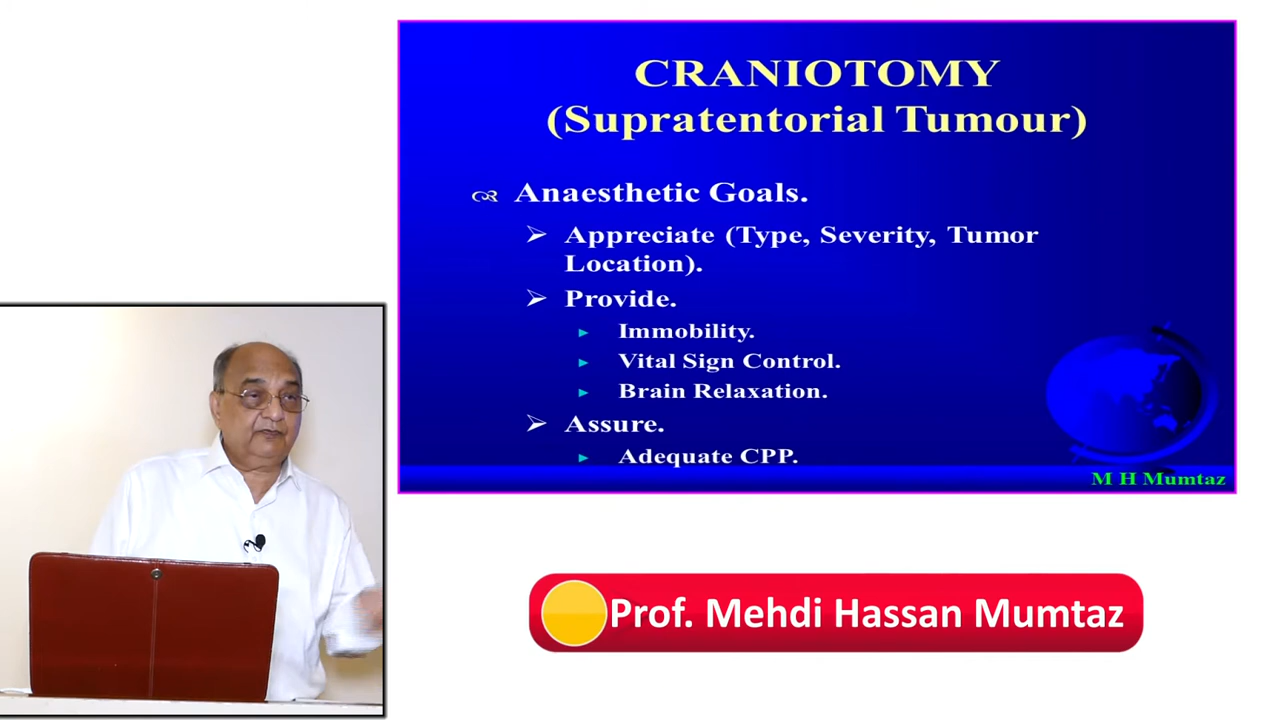 CRANIOTOMY
(Supratentorial Tumour)
Anaesthetic Goals.
Appreciate (Type, Severity, Tumor
Location).
Provide.
Immobility.
Vital Sign Control.
Brain Relaxation.
Assure.
Adequate CPP.
M H Mumtaz
Prof. Mehdi Hassan Mumtaz